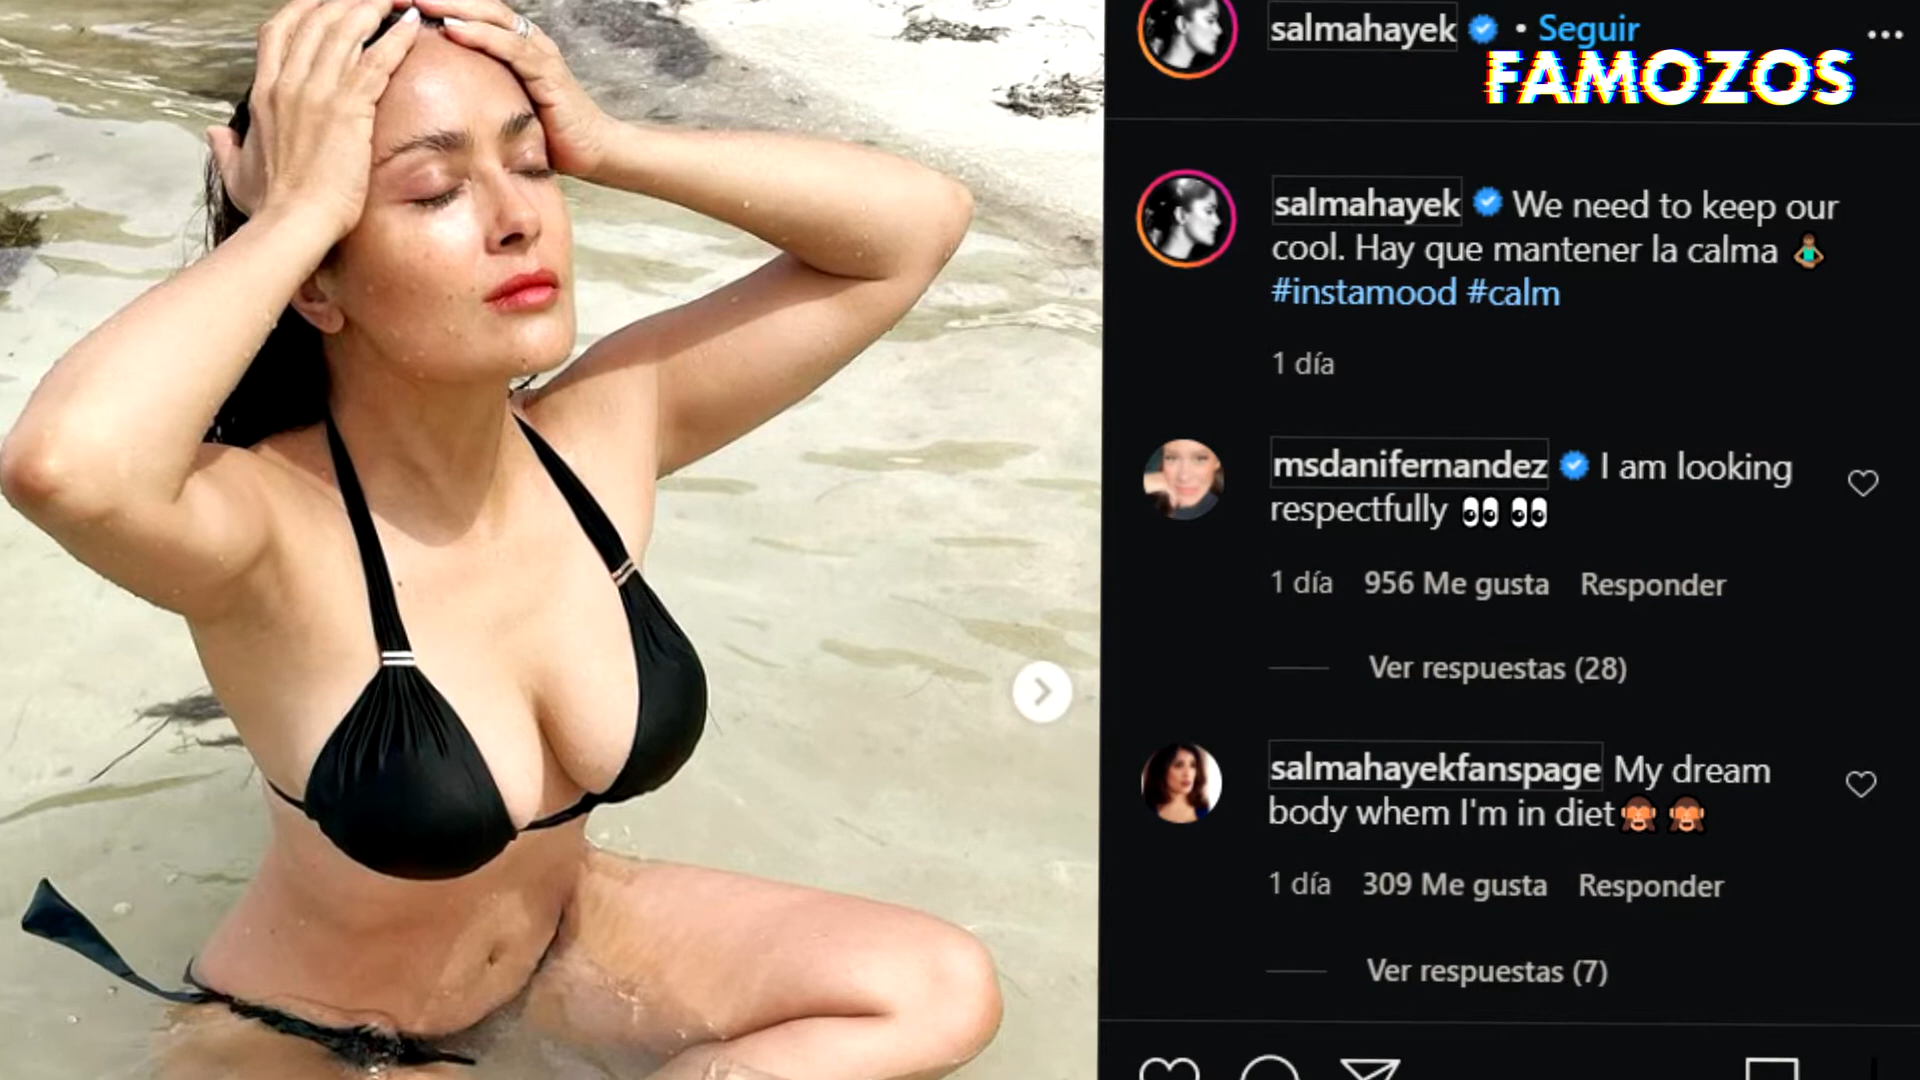 salmahayek • Seguir
FAMOZOS
salmahayek We need to keep our
cool. Hay que mantener la calma
#instamood #calm
1 día
msdanifernandez I am looking
respectfully 👀 👀
1 día 956 Me gusta Responder
Ver respuestas (28)
salmahayekfanspage My dream
body whem I'm in diet🙈 🙈
1 día 309 Me gusta Responder
Ver respuestas (7)